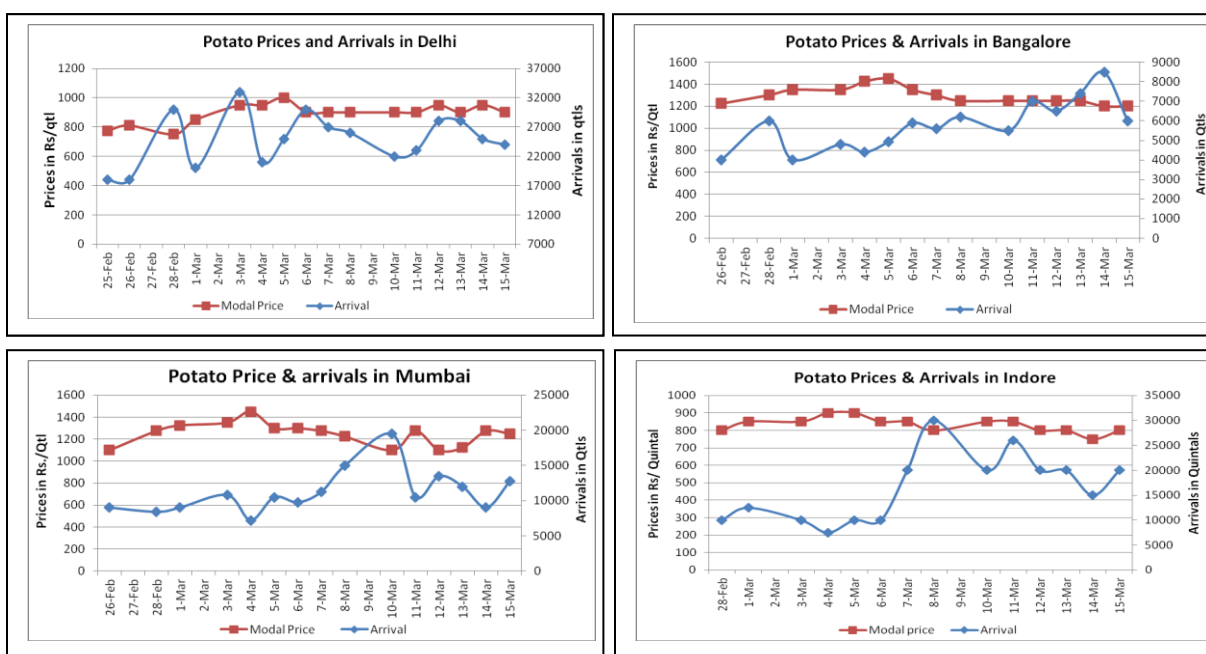 Potato Prices and Arrivals in Delhi
Prices in Rs/qtl
1200
1000
800
600
400
200
0
37000
32000
27000
22000
17000
12000
7000
Arrivals in qtls
25-Feb
26-Feb
27-Feb
28-Feb
1-Mar
2-Mar
3-Mar
4-Mar
5-Mar
6-Mar
7-Mar
8-Mar
9-Mar
10-Mar
11-Mar
12-Mar
13-Mar
14-Mar
15-Mar
Modal Price Arrival
Potato Prices & Arrivals in Bangalore
Prices in Rs/Qtl
1600
1400
1200
1000
800
600
400
200
0
9000
8000
7000
6000
5000
4000
3000
2000
1000
0
Arrivals in Qtls
26-Feb
27-Feb
28-Feb
1-Mar
2-Mar
3-Mar
4-Mar
5-Mar
6-Mar
7-Mar
8-Mar
9-Mar
10-Mar
11-Mar
12-Mar
13-Mar
14-Mar
15-Mar
Modal Price Arrival
Potato Price & arrivals in Mumbai
Prices in Rs./Qtl
1600
1400
1200
1000
800
600
400
200
0
25000
20000
15000
10000
5000
0
Arrivals in Qtls
26-Feb
27-Feb
28-Feb
1-Mar
2-Mar
3-Mar
4-Mar
5-Mar
6-Mar
7-Mar
8-Mar
9-Mar
10-Mar
11-Mar
12-Mar
13-Mar
14-Mar
15-Mar
Modal Price Arrival
Potato Prices & Arrivals in Indore
Prices in Rs/ Quintal
1000
900
800
700
600
500
400
300
200
100
0
35000
30000
25000
20000
15000
10000
5000
0
Arrivals in Quintals
28-Feb
1-Mar
2-Mar
3-Mar
4-Mar
5-Mar
6-Mar
7-Mar
8-Mar
9-Mar
10-Mar
11-Mar
12-Mar
13-Mar
14-Mar
15-Mar
Modal price Arrival